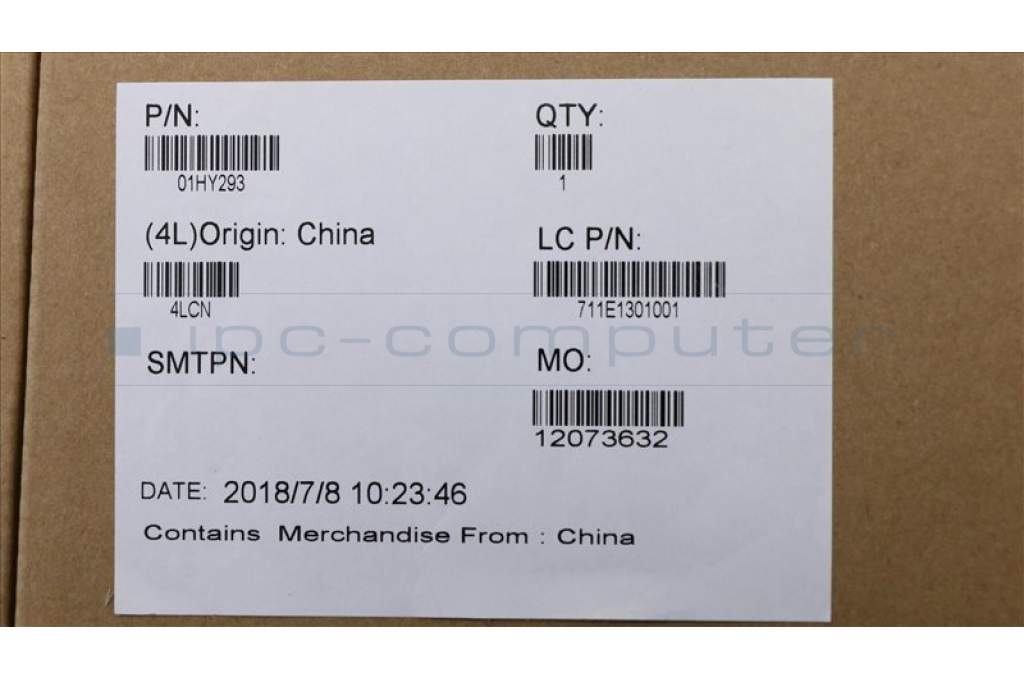 P/N:
QTY:
01HY293
1
(4L)Origin: China
LC P/N:
4LCN
711E1301001
ipc-computer
SMTPN:
MO:
12073632
DATE: 2018/7/8 10:23:46
Contains Merchandise From : China